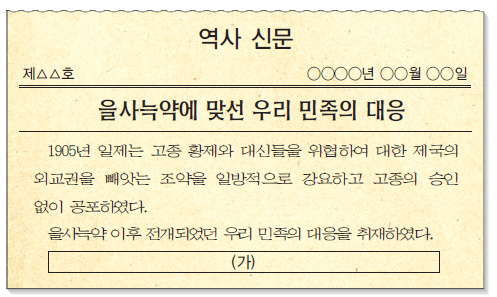 역사 신문
제△△호 ○○○○년 ○○월 ○○일
을사늑약에 맞선 우리 민족의 대응
1905년 일제는 고종 황제와 대신들을 위협하여 대한 제국의
외교권을 빼앗는 조약을 일방적으로 강요하고 고종의 승인
없이 공포하였다.
을사늑약 이후 전개되었던 우리 민족의 대응을 취재하였다.
(가)